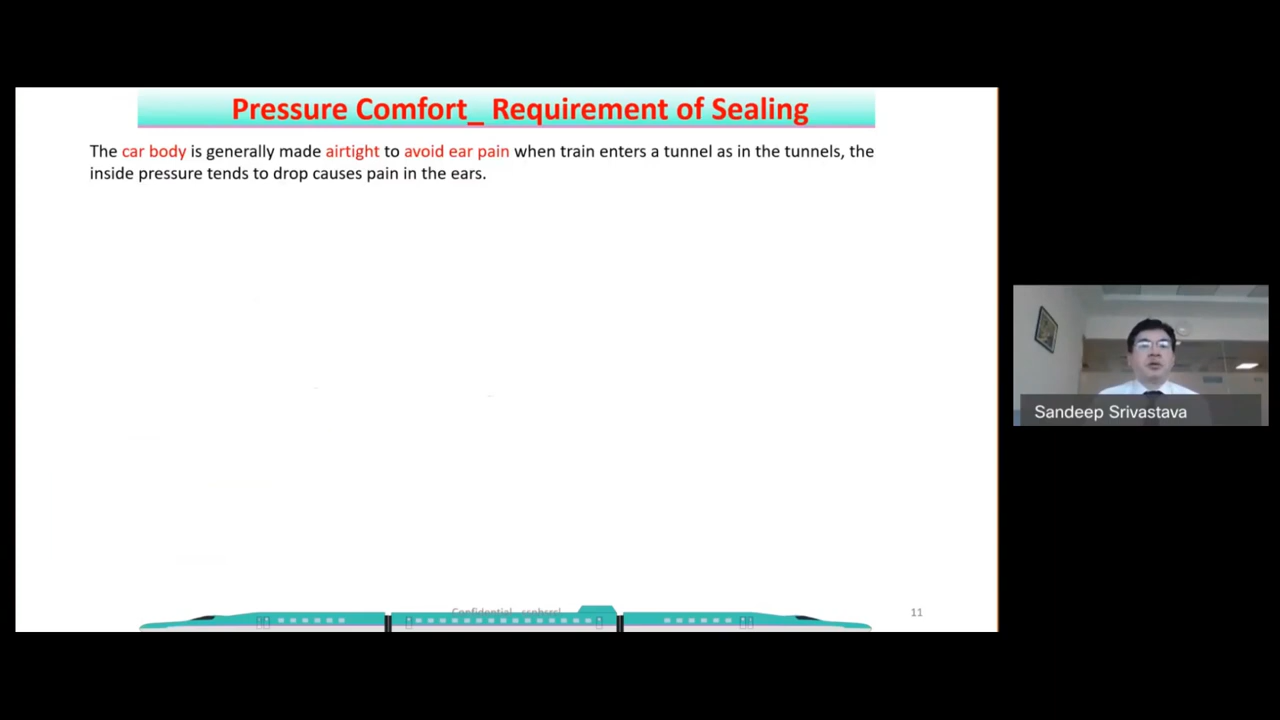 Pressure Comfort_ Requirement of Sealing
The car body is generally made airtight to avoid ear pain when train enters a tunnel as in the tunnels, the
inside pressure tends to drop causes pain in the ears.
Sandeep Srivastava
Confidential
11